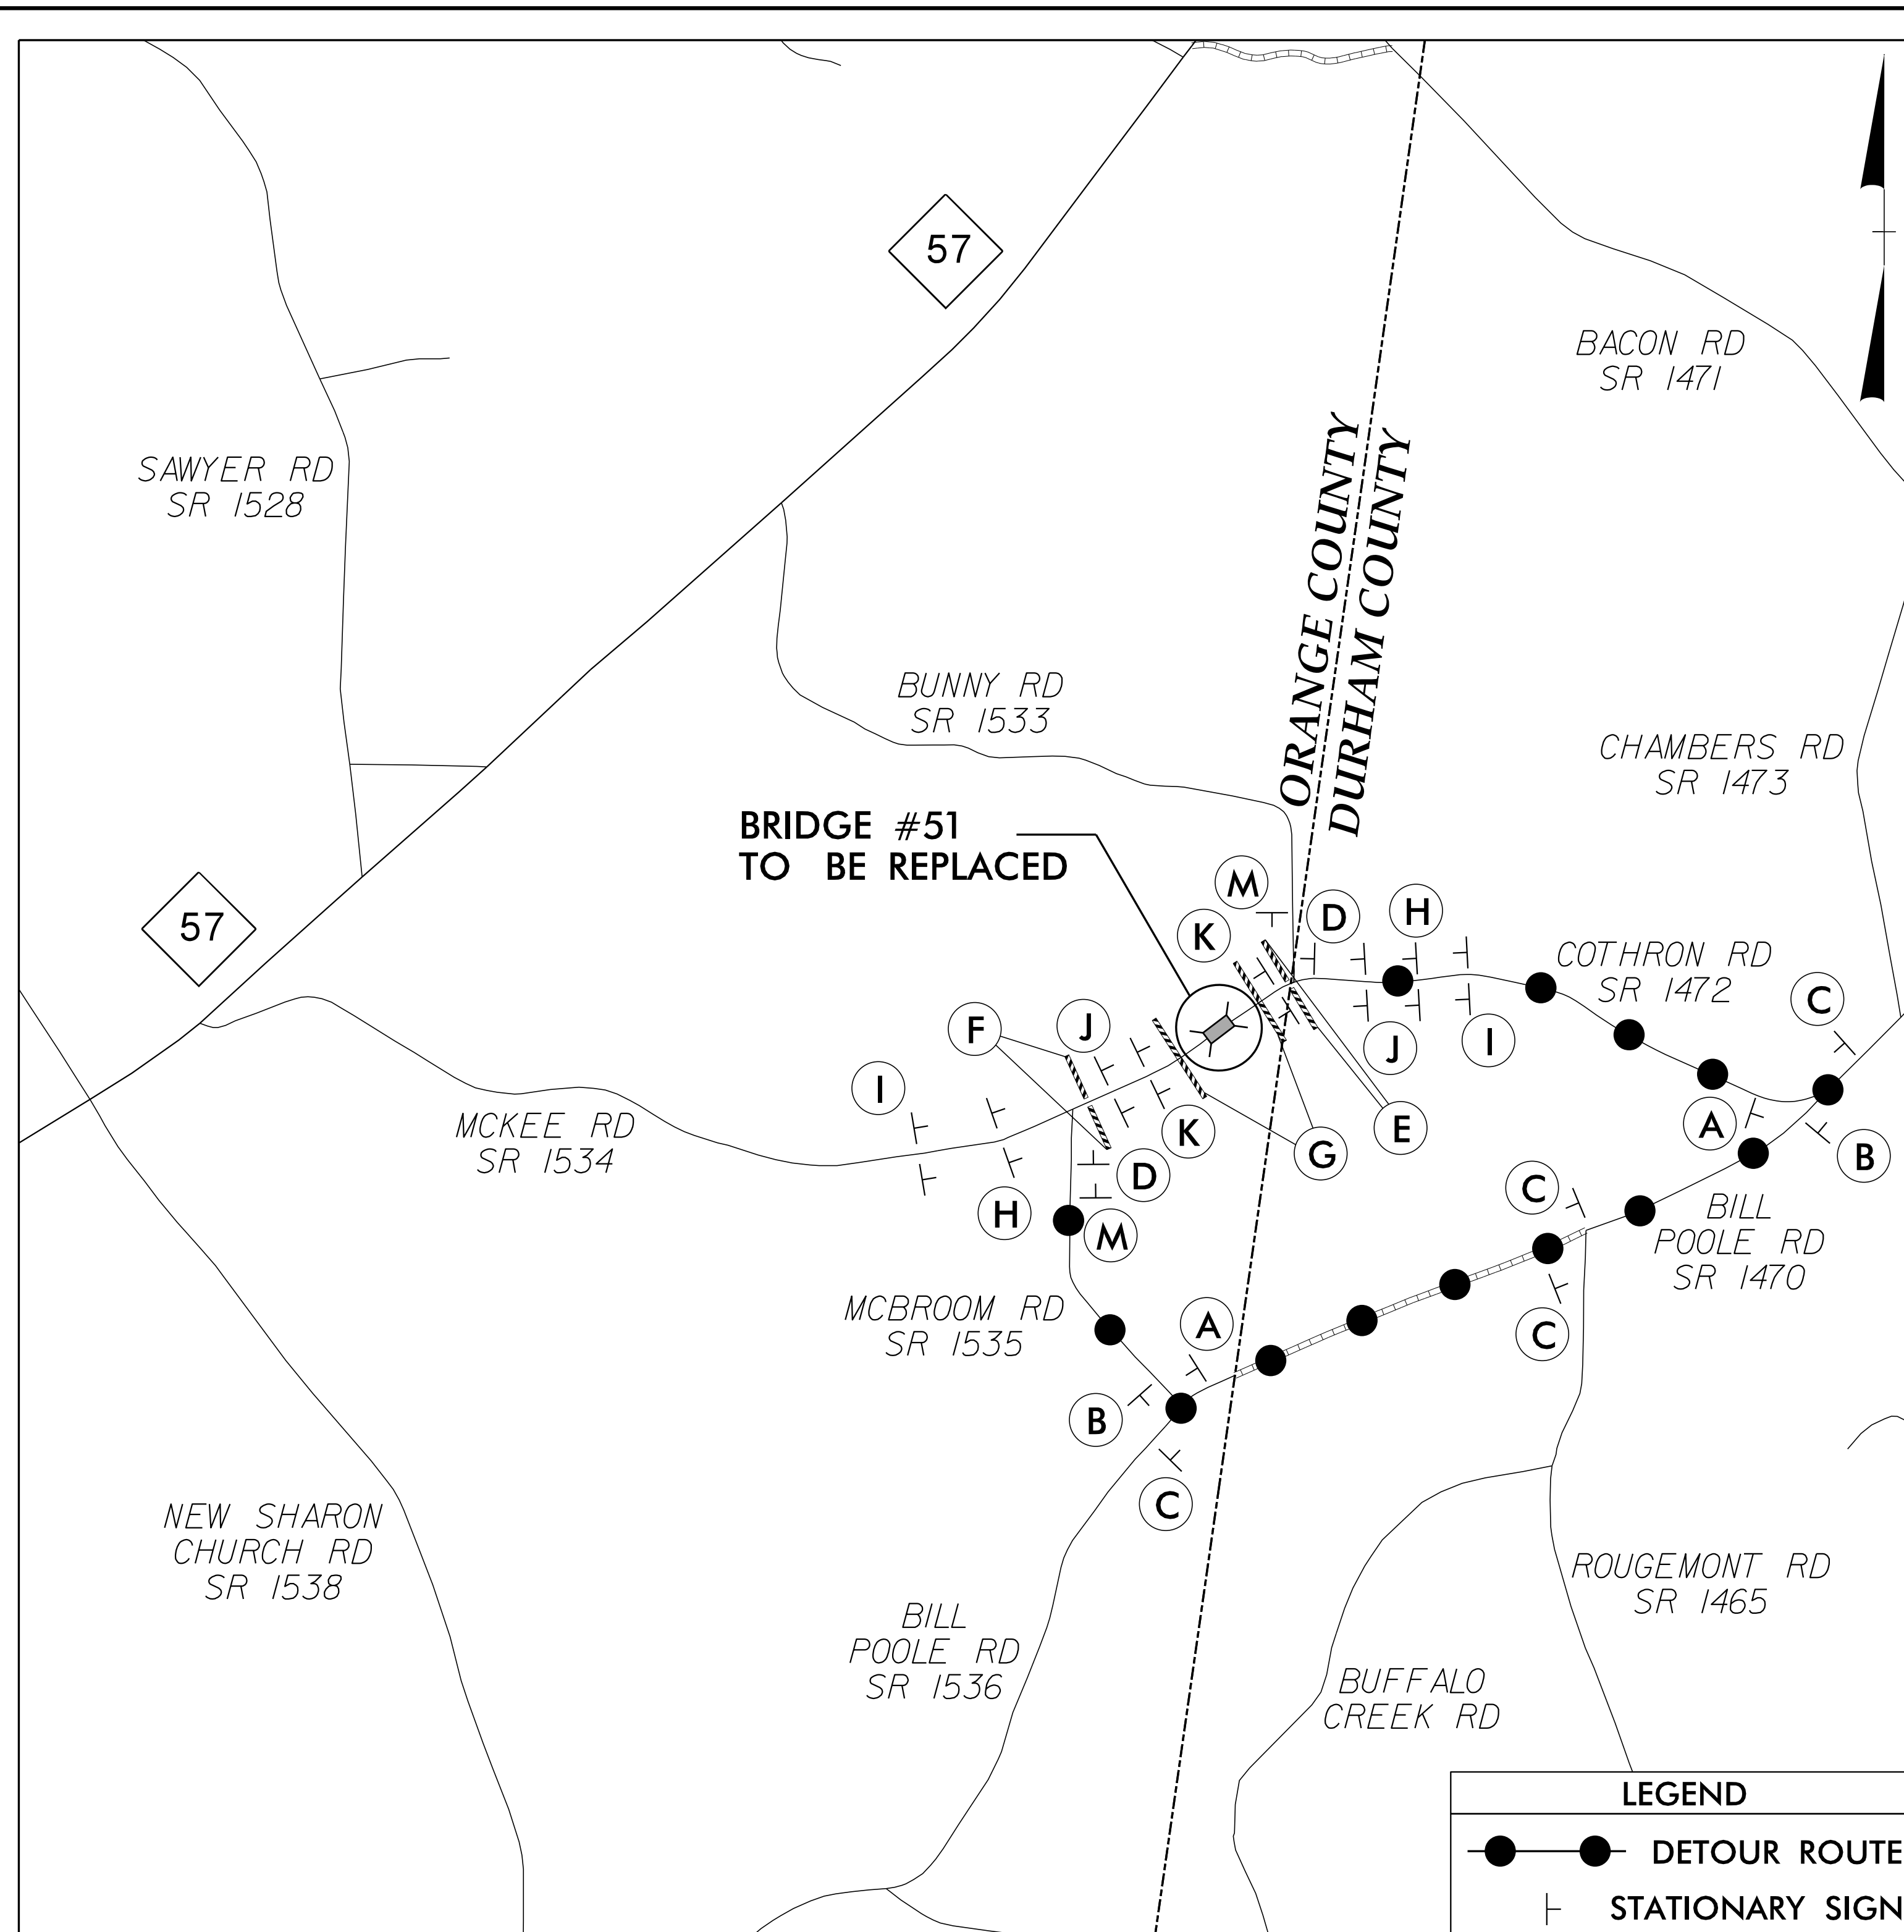 57
BACON RD
SR 1471
ORANGE COUNTY
DURHAM COUNTY
SAWYER RD
SR 1528
BUNNY RD
SR 1533
CHAMBERS RD
SR 1473
BRIDGE #51
TO BE REPLACED
57
M
D
H
K
COTHRON RD
SR 1472
C
F
J
J
I
I
MCKEE RD
SR 1534
K
E
G
A
B
D
H
M
C
BILL
POOLE RD
SR 1470
MCBROOM RD
SR 1535
A
C
B
C
NEW SHARON
CHURCH RD
SR 1538
ROUGEMONT RD
SR 1465
BILL
POOLE RD
SR 1536
BUFFALO
CREEK RD
LEGEND
DETOUR ROUTE
STATIONARY SIGN